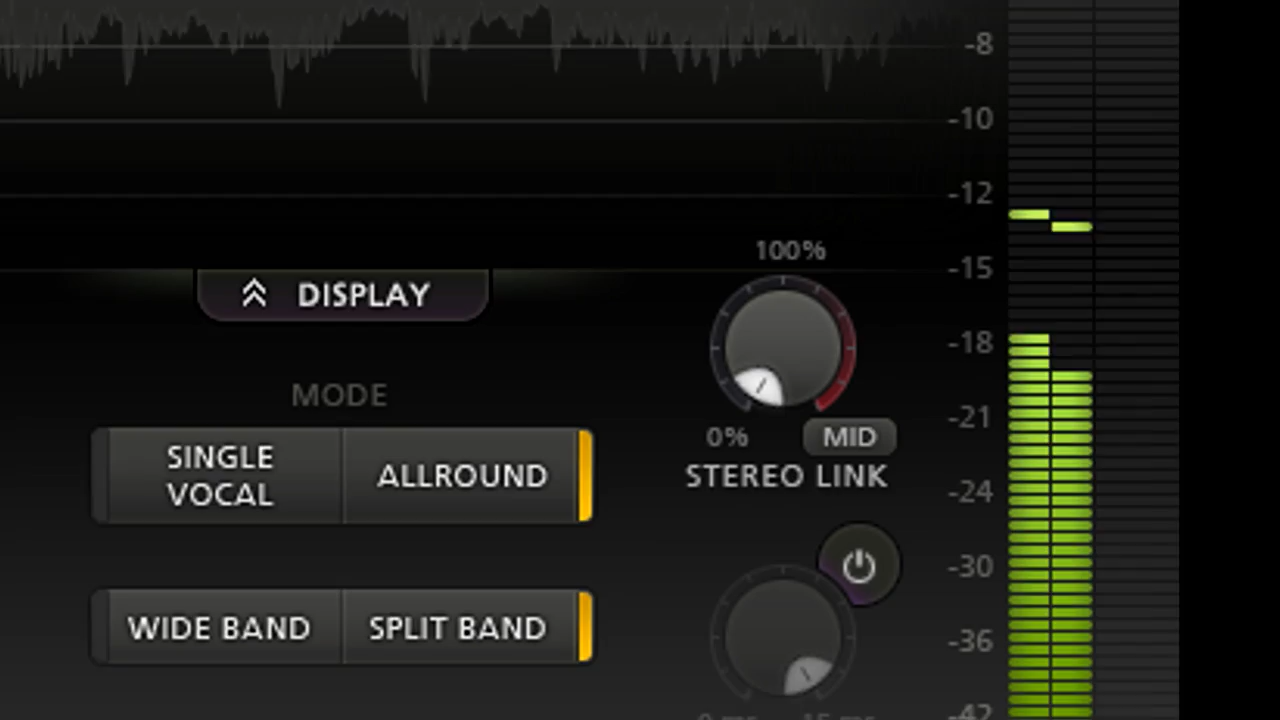 -8
-10
-12
100%
-15
DISPLAY
-18
MODE
-21
0%
MID
SINGLE
VOCAL
ALLROUND
STEREO LINK
-24
-30
WIDE BAND
SPLIT BAND
-36
-42